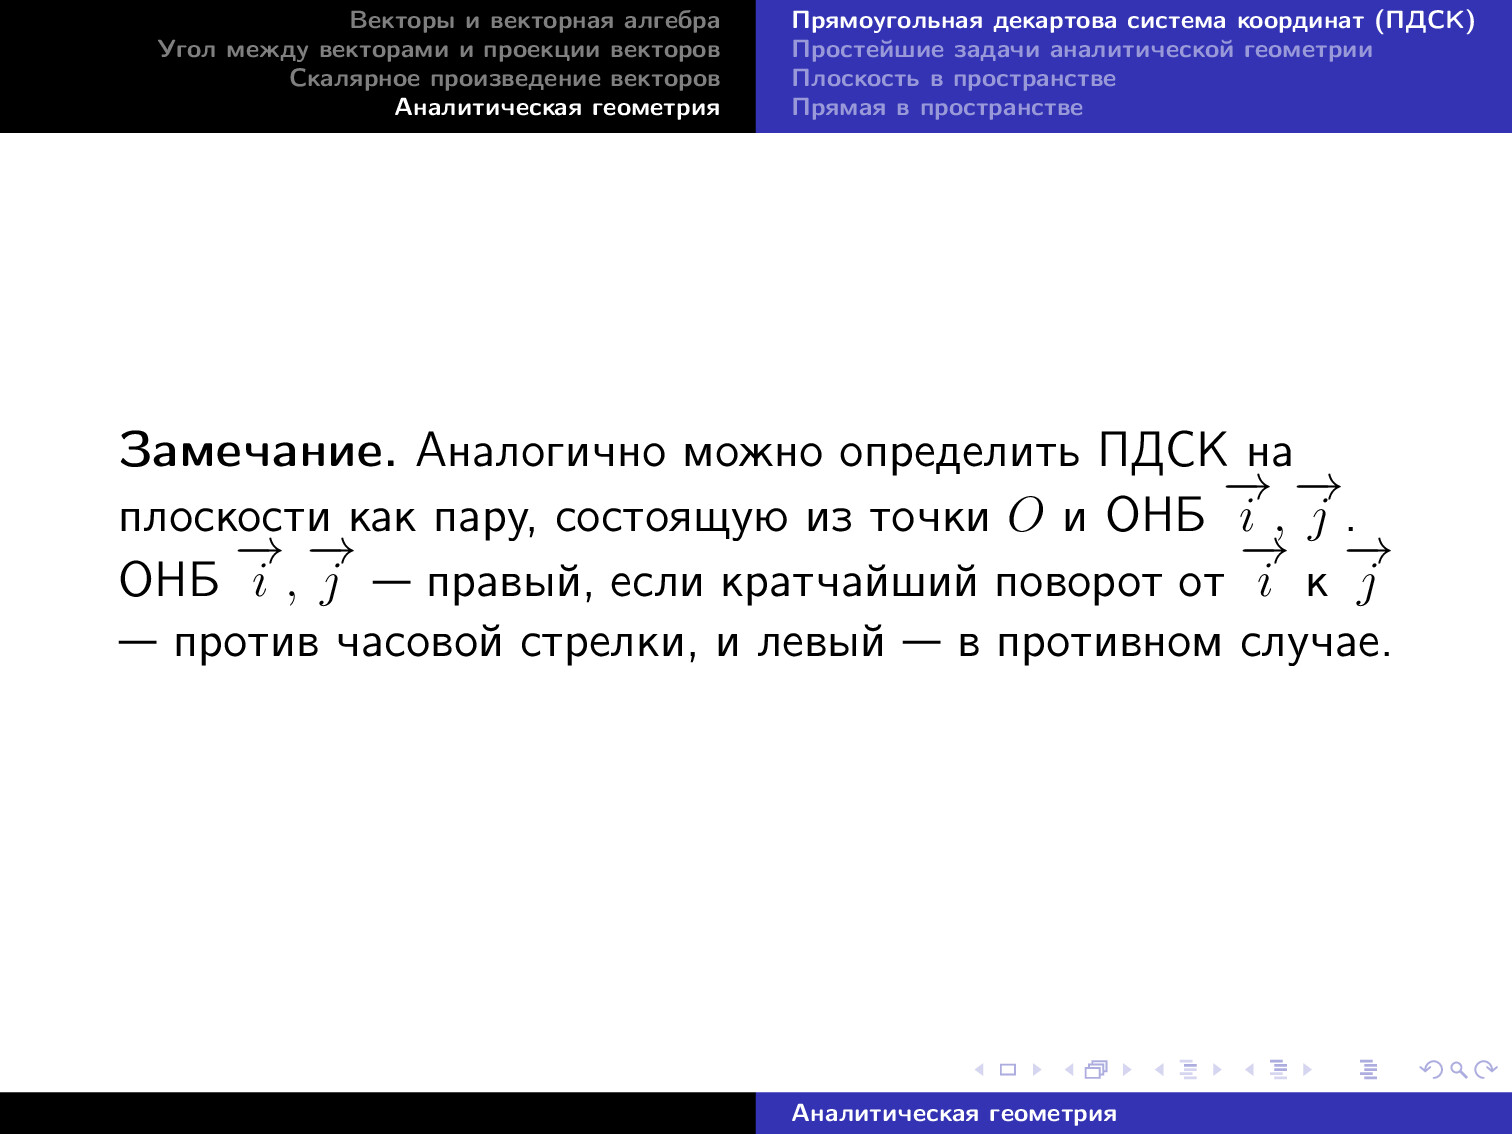 Векторы и векторная алгебра
Угол между векторами и проекции векторов
Скалярное произведение векторов
Аналитическая геометрия
Прямоугольная декартова система координат (ПДСК)
Простейшие задачи аналитической геометрии
Плоскость в пространстве
Прямая в пространстве
Замечание. Аналогично можно определить ПДСК на
плоскости как пару, состоящую из точки $O$ и ОНБ $\overrightarrow{i}, \overrightarrow{j}$.
ОНБ $\overrightarrow{i}, \overrightarrow{j}$ — правый, если кратчайший поворот от $\overrightarrow{i}$ к $\overrightarrow{j}$
— против часовой стрелки, и левый — в противном случае.
Аналитическая геометрия